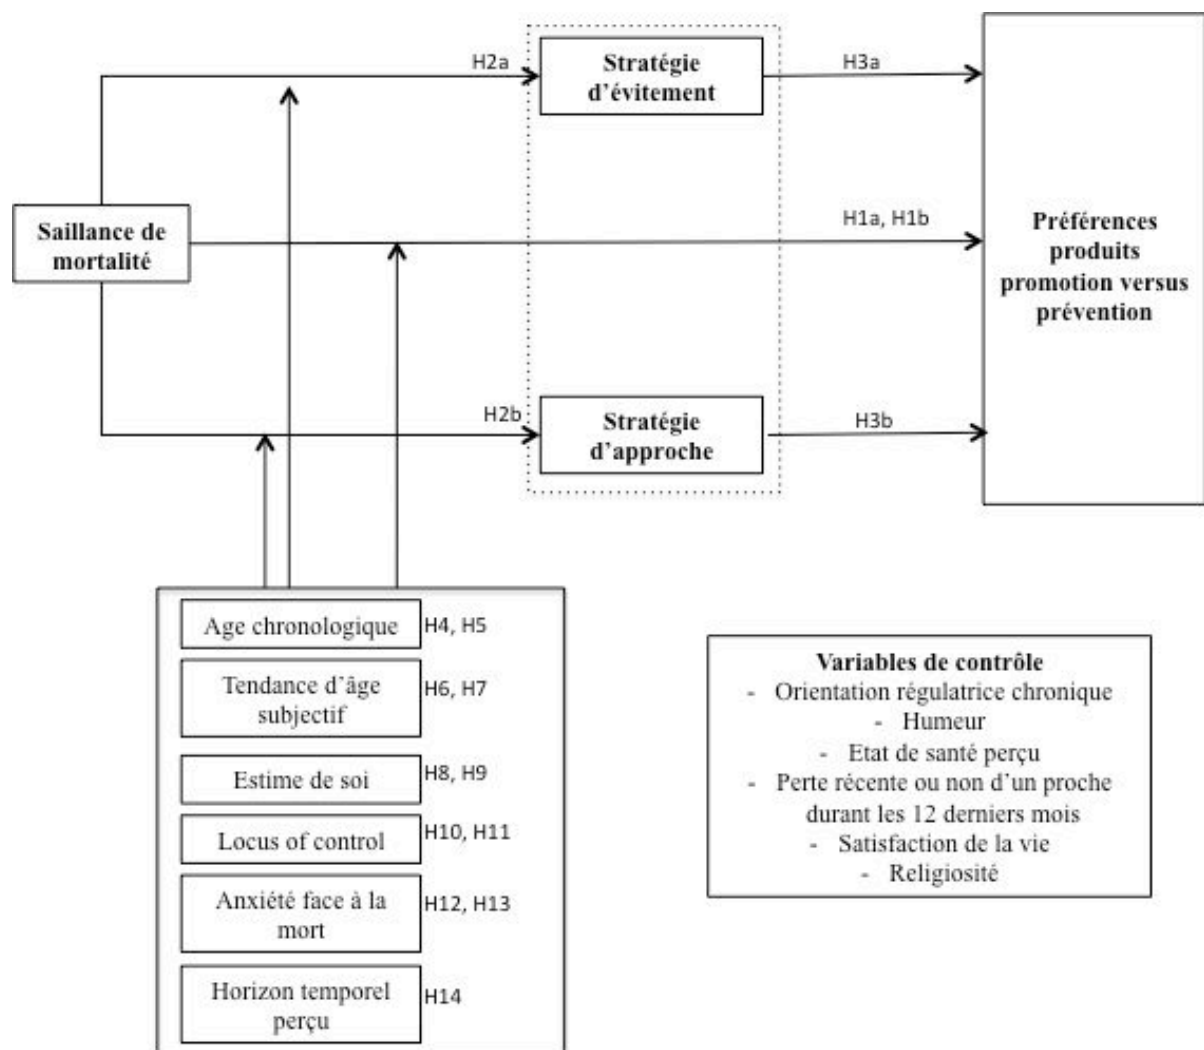 H2a
Stratégie
d'évitement
H3a
Saillance de
mortalité
H1a, H1b
Préférences
produits
promotion versus
prévention
H2b
Stratégie
d'approche
H3b
Age chronologique
H4, H5
Tendance d'âge
subjectif
H6, H7
Estime de soi
H8, H9
Locus of control
H10, H11
Anxiété face à la
mort
H12, H13
Horizon temporel
perçu
H14
Variables de contrôle
- Orientation régulatrice chronique
- Humeur
- Etat de santé perçu
- Perte récente ou non d'un proche
durant les 12 derniers mois
- Satisfaction de la vie
- Religiosité